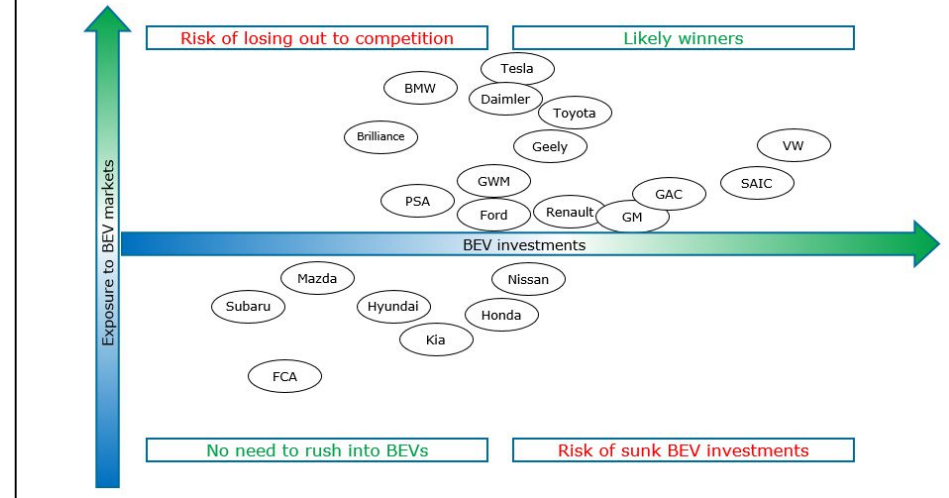 Risk of losing out to competition
Likely winners
Tesla
BMW
Daimler
Toyota
Brilliance
Geely
VW
GWM
SAIC
PSA
GAC
Ford
Renault
GM
Exposure to BEV markets
BEV investments
Mazda
Nissan
Subaru
Hyundai
Honda
Kia
FCA
No need to rush into BEVs
Risk of sunk BEV investments